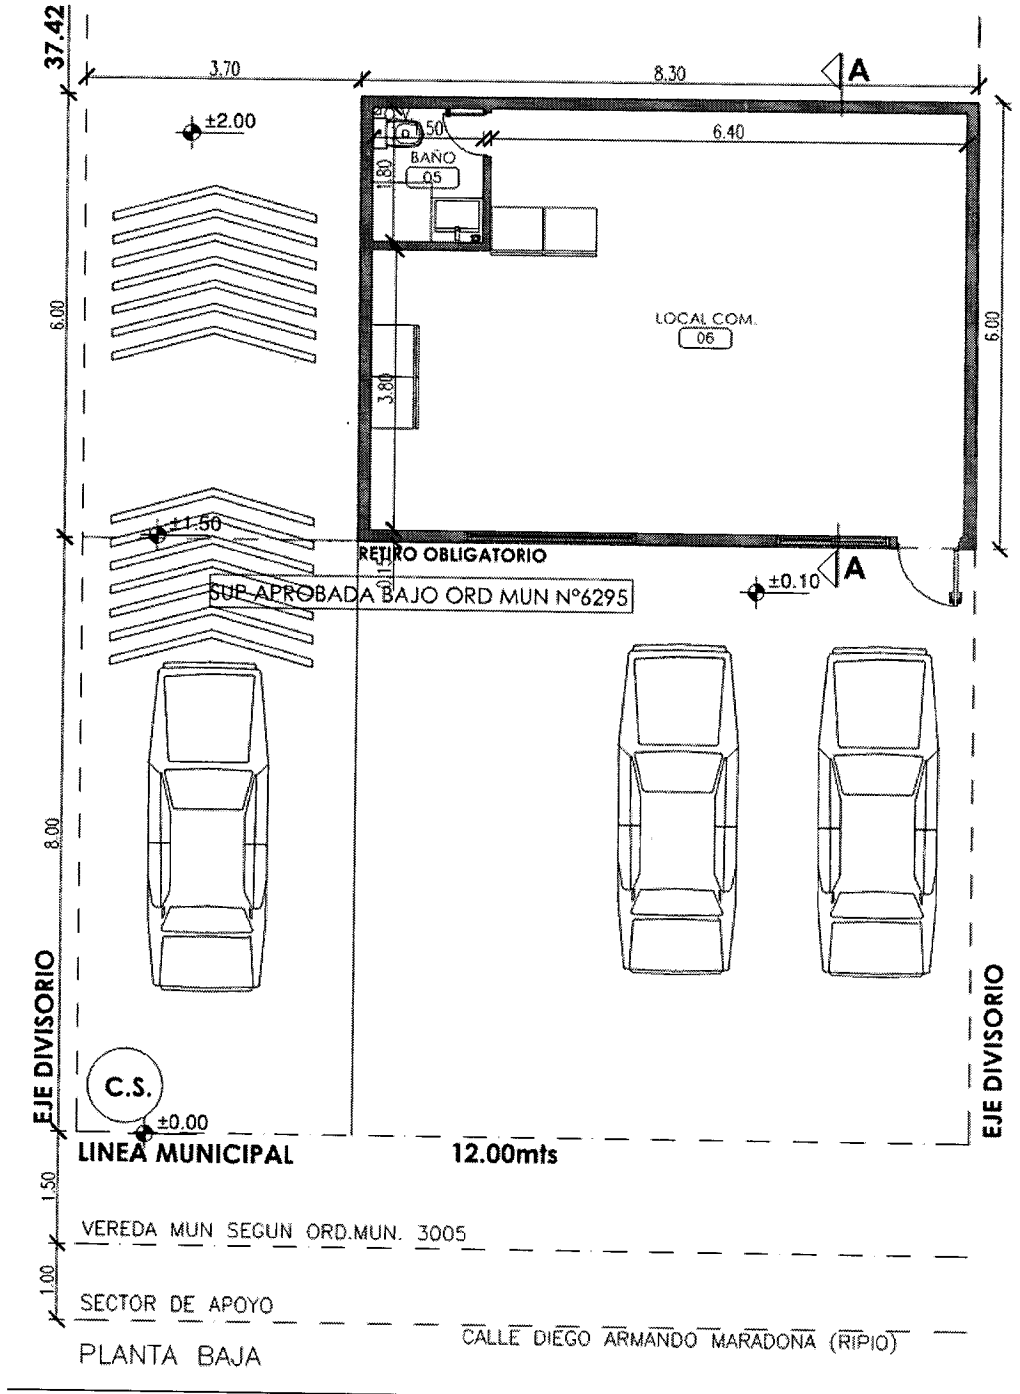 37.42
3.70
8.30
A
±2.00
1.50
6.40
BAÑO
05
1.80
6.00
LOCAL COM.
06
6.00
3.80
±1.50
RETIRO OBLIGATORIO
0.15
A
±0.10
SUP APROBADA BAJO ORD MUN Nº6295
8.00
EJE DIVISORIO
EJE DIVISORIO
C.S.
±0.00
LINEA MUNICIPAL
12.00mts
1.50
VEREDA MUN SEGUN ORD.MUN. 3005
1.00
SECTOR DE APOYO
CALLE DIEGO ARMANDO MARADONA (RIPIO)
PLANTA BAJA